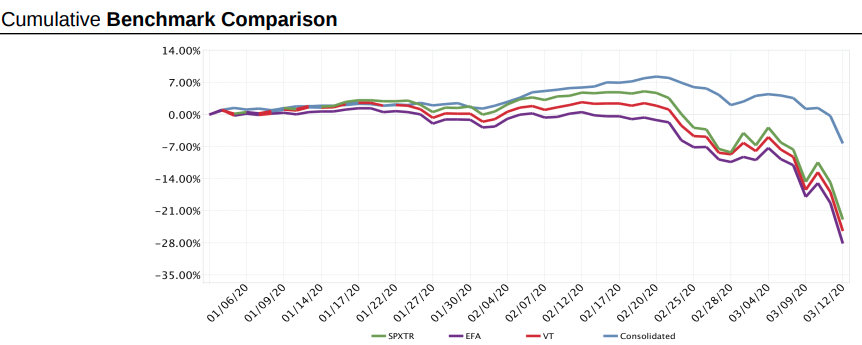 Cumulative Benchmark Comparison
14.00%
7.00%
0.00%
-7.00%
-14.00%
-21.00%
-28.00%
-35.00%
01/06/20 01/09/20 01/14/20 01/17/20 01/22/20 01/27/20 01/30/20 02/04/20 02/07/20 02/12/20 02/17/20 02/20/20 02/25/20 02/28/20 03/04/20 03/09/20 03/12/20
SPXTR EFA VT Consolidated